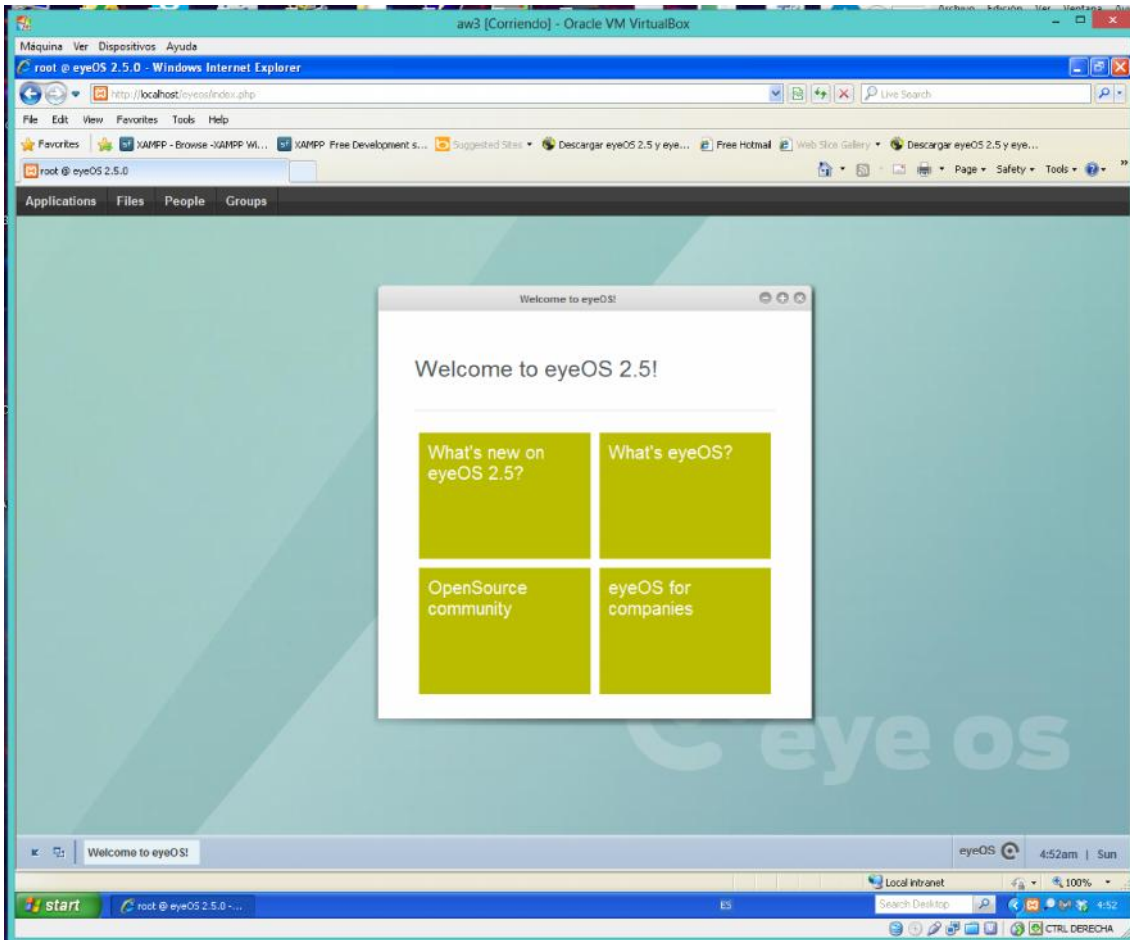 Archivo Edición Ver Ventana
aw3 [Corriendo] - Oracle VM VirtualBox
Máquina Ver Dispositivos Ayuda
root @ eyeOS 2.5.0 - Windows Internet Explorer
http://localhost/eyeos/index.php
Live Search
File Edit View Favorites Tools Help
Favorites XAMPP - Browse -XAMPP Wi... XAMPP Free Development s... Suggested Sites Descargar eyeOS 2.5 y eye... Free Hotmail Web Slice Gallery Descargar eyeOS 2.5 y eye...
root @ eyeOS 2.5.0
Page Safety Tools
Applications Files People Groups
Welcome to eyeOS!
Welcome to eyeOS 2.5!
What's new on
eyeOS 2.5?
What's eyeOS?
OpenSource
community
eyeOS for
companies
eye os
Welcome to eyeOS!
eyeOS
4:52am | Sun
Local intranet
100%
start
root @ eyeOS 2.5.0 -...
ES
Search Desktop
4:52
CTRL DERECHA